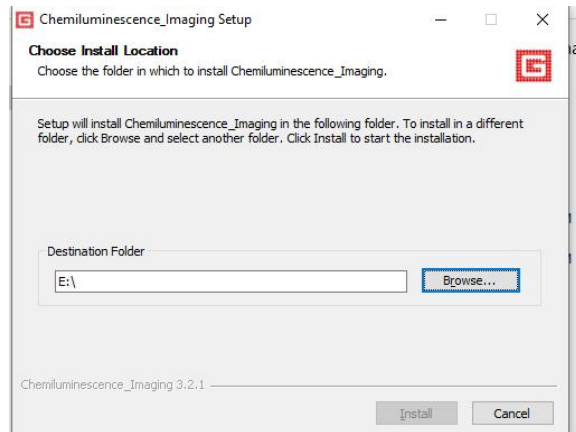 Chemiluminescence_Imaging Setup
Choose Install Location
Choose the folder in which to install Chemiluminescence_Imaging.
Setup will install Chemiluminescence_Imaging in the following folder. To install in a different
folder, click Browse and select another folder. Click Install to start the installation.
Destination Folder
E:\
Browse...
Chemiluminescence_Imaging 3.2.1
Install
Cancel